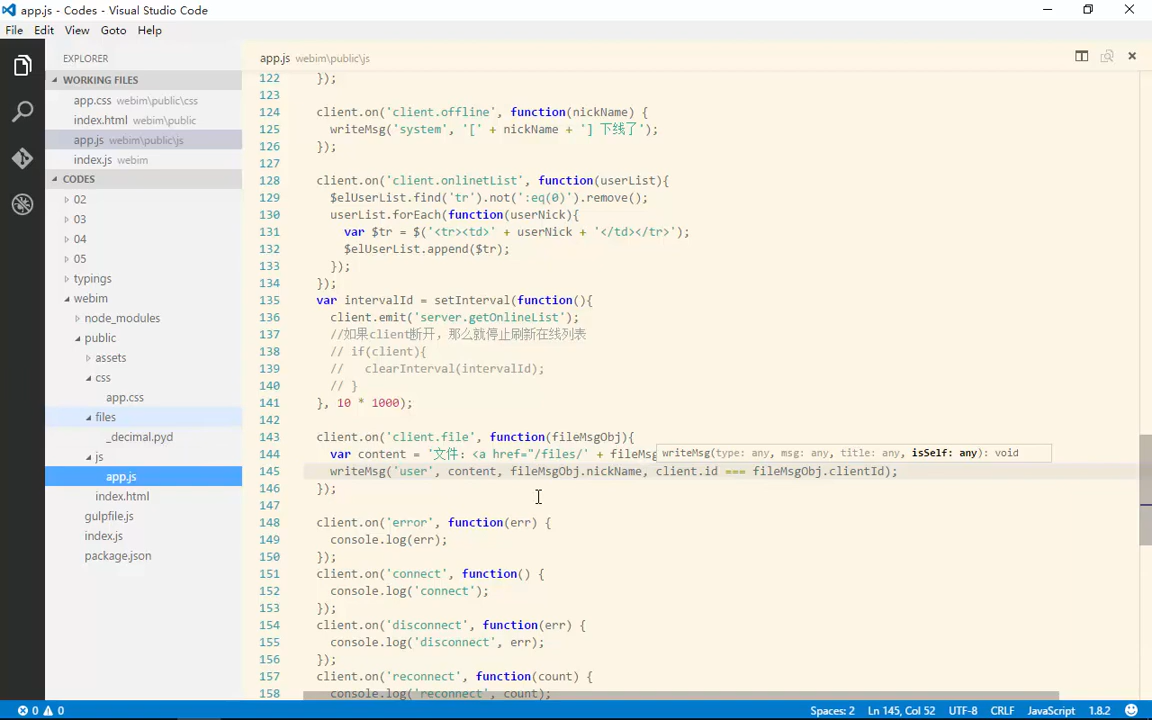 app.js - Codes - Visual Studio Code
File Edit View Goto Help
EXPLORER
WORKING FILES
app.css webim\public\css
index.html webim\public
app.js webim\public\js
index.js webim
CODES
02
03
04
05
typings
webim
node_modules
public
assets
css
app.css
files
_decimal.pyd
js
app.js
index.html
gulpfile.js
index.js
package.json
app.js webim\public\js
122 });
123
124 client.on('client.offline', function(nickName) {
125 writeMsg('system', '[' + nickName + '] 下线了');
126 });
127
128 client.on('client.onlinetList', function(userList){
129 $elUserList.find('tr').not(':eq(0)').remove();
130 userList.forEach(function(userNick){
131 var $tr = $('<tr><td>' + userNick + '</td></tr>');
132 $elUserList.append($tr);
133 });
134 });
135 var intervalId = setInterval(function(){
136 client.emit('server.getOnlineList');
137 //如果client断开，那么就停止刷新在线列表
138 // if(client){
139 // clearInterval(intervalId);
140 // }
141 }, 10 * 1000);
142
143 client.on('client.file', function(fileMsgObj){
144 var content = '文件: <a href="/files/' + fileMsg
writeMsg(type: any, msg: any, title: any, isSelf: any): void
145 writeMsg('user', content, fileMsgObj.nickName, client.id === fileMsgObj.clientId);
146 });
147
148 client.on('error', function(err) {
149 console.log(err);
150 });
151 client.on('connect', function() {
152 console.log('connect');
153 });
154 client.on('disconnect', function(err) {
155 console.log('disconnect', err);
156 });
157 client.on('reconnect', function(count) {
158 console.log('reconnect', count);
0 0
Spaces: 2 Ln 145, Col 52 UTF-8 CRLF JavaScript 1.8.2